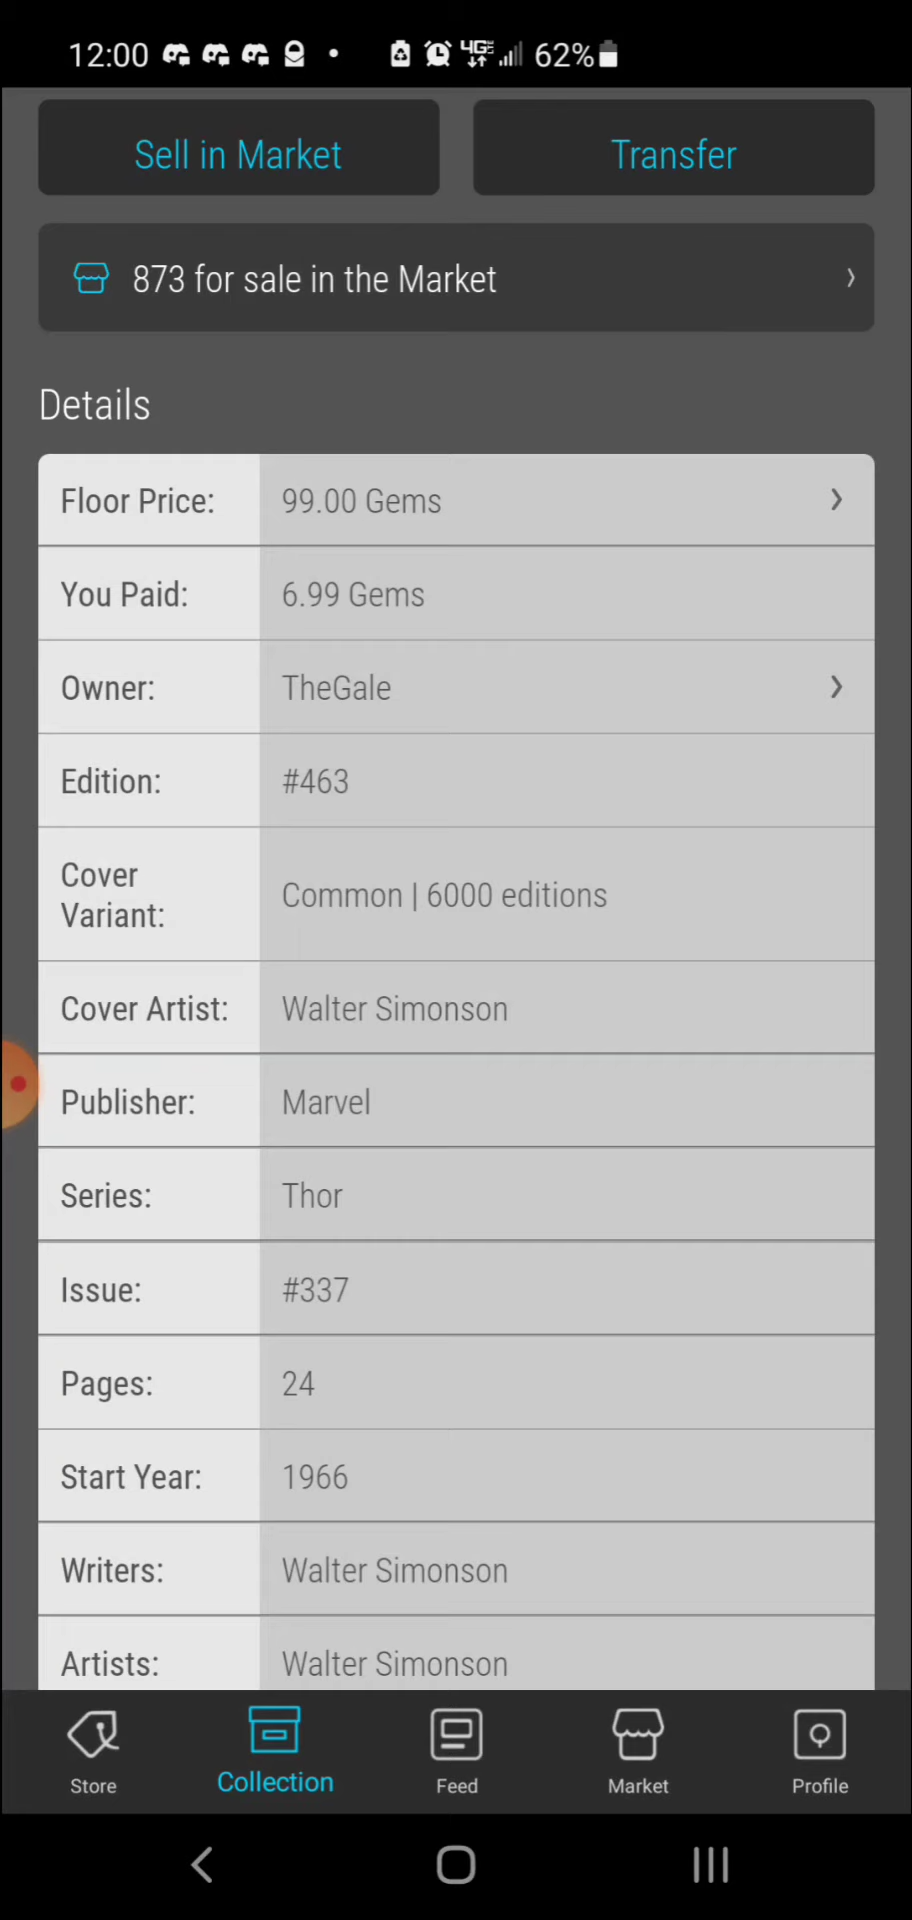 12:00 4GE 62%
Sell in Market Transfer
873 for sale in the Market
Details
Floor Price: 99.00 Gems
You Paid: 6.99 Gems
Owner: TheGale
Edition: #463
Cover
Variant: Common | 6000 editions
Cover Artist: Walter Simonson
Publisher: Marvel
Series: Thor
Issue: #337
Pages: 24
Start Year: 1966
Writers: Walter Simonson
Artists: Walter Simonson
Store Collection Feed Market Profile